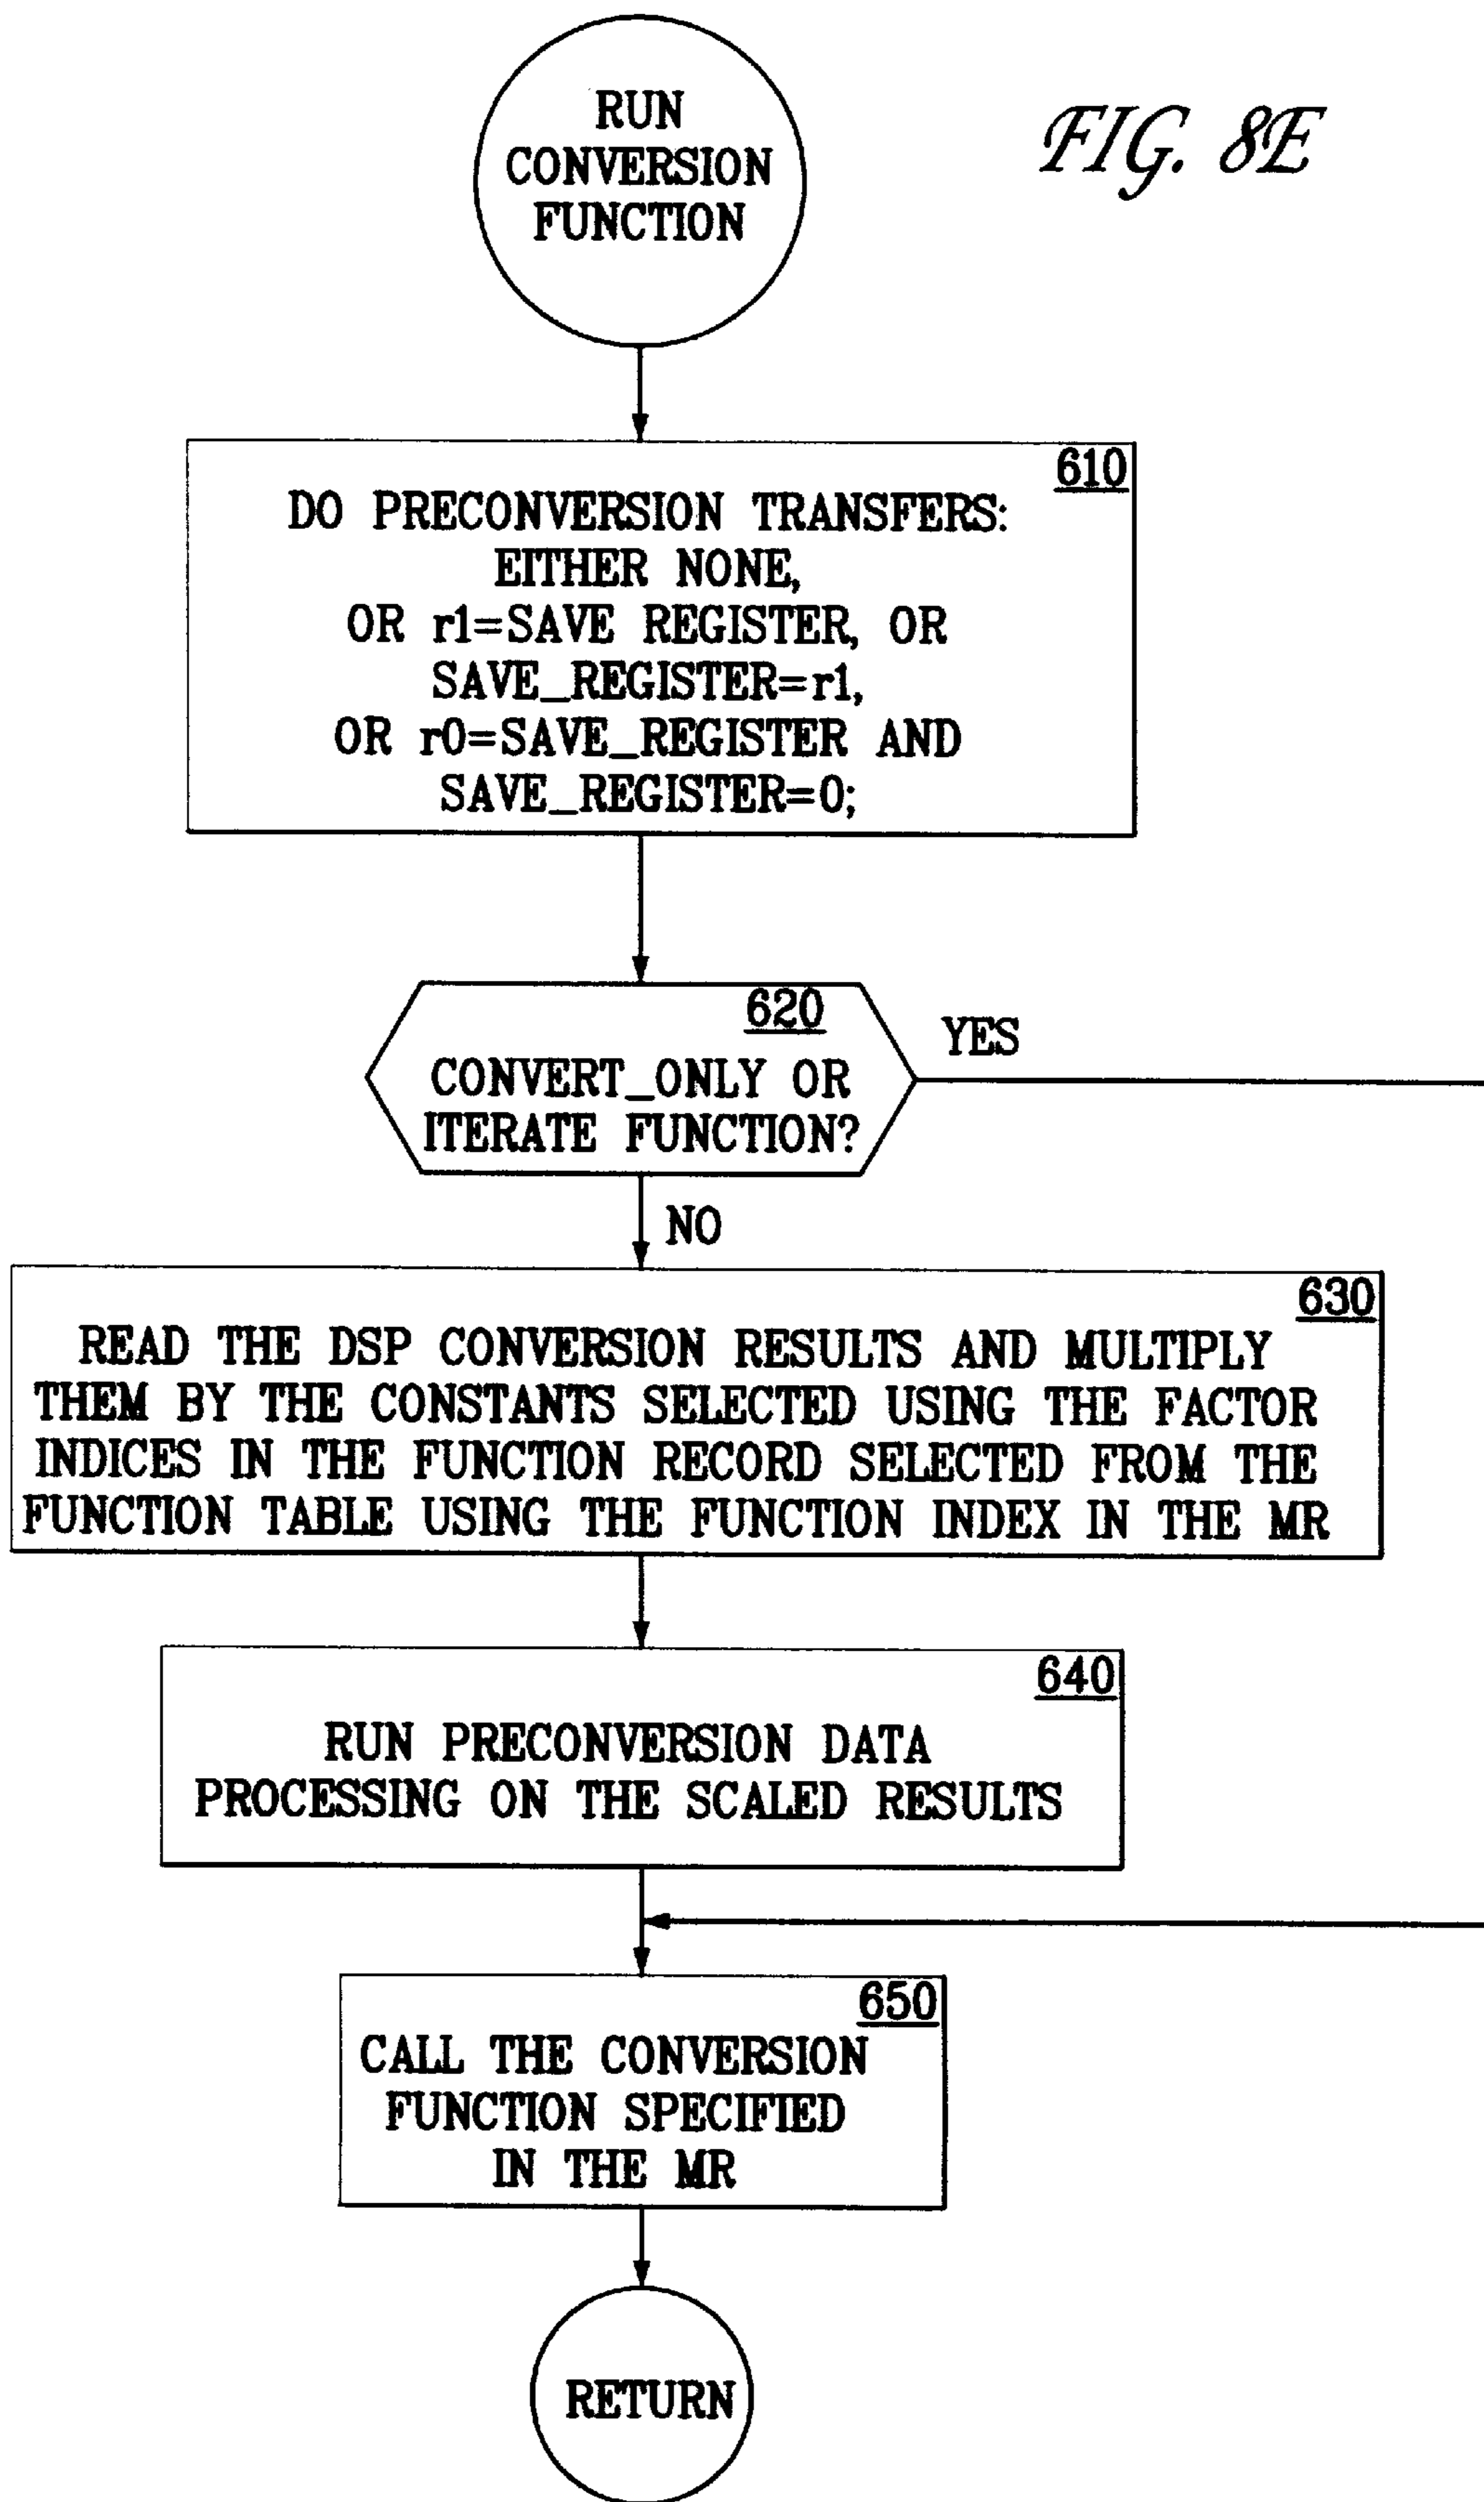 RUN
CONVERSION
FUNCTION
FIG. 8E
610
DO PRECONVERSION TRANSFERS:
EITHER NONE,
OR r1=SAVE REGISTER, OR
SAVE_REGISTER=r1,
OR r0=SAVE_REGISTER AND
SAVE_REGISTER=0;
620
CONVERT_ONLY OR
ITERATE FUNCTION?
YES
NO
630
READ THE DSP CONVERSION RESULTS AND MULTIPLY
THEM BY THE CONSTANTS SELECTED USING THE FACTOR
INDICES IN THE FUNCTION RECORD SELECTED FROM THE
FUNCTION TABLE USING THE FUNCTION INDEX IN THE MR
640
RUN PRECONVERSION DATA
PROCESSING ON THE SCALED RESULTS
650
CALL THE CONVERSION
FUNCTION SPECIFIED
IN THE MR
RETURN